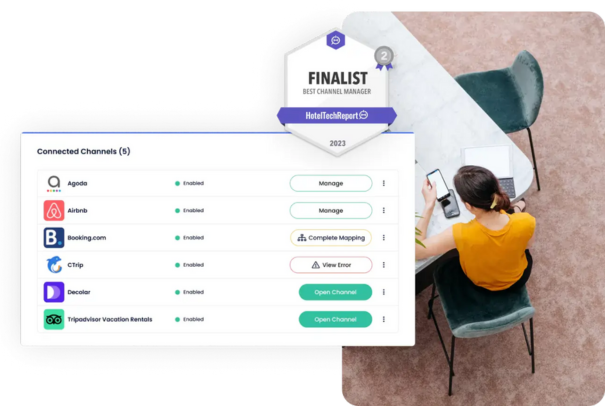 FINALIST
BEST CHANNEL MANAGER
HotelTechReport
2023
2
Connected Channels (5)
Agoda Enabled Manage
Airbnb Enabled Manage
B. Booking.com Enabled Complete Mapping
CTrip Enabled View Error
Decolar Enabled Open Channel
Tripadvisor Vacation Rentals Enabled Open Channel